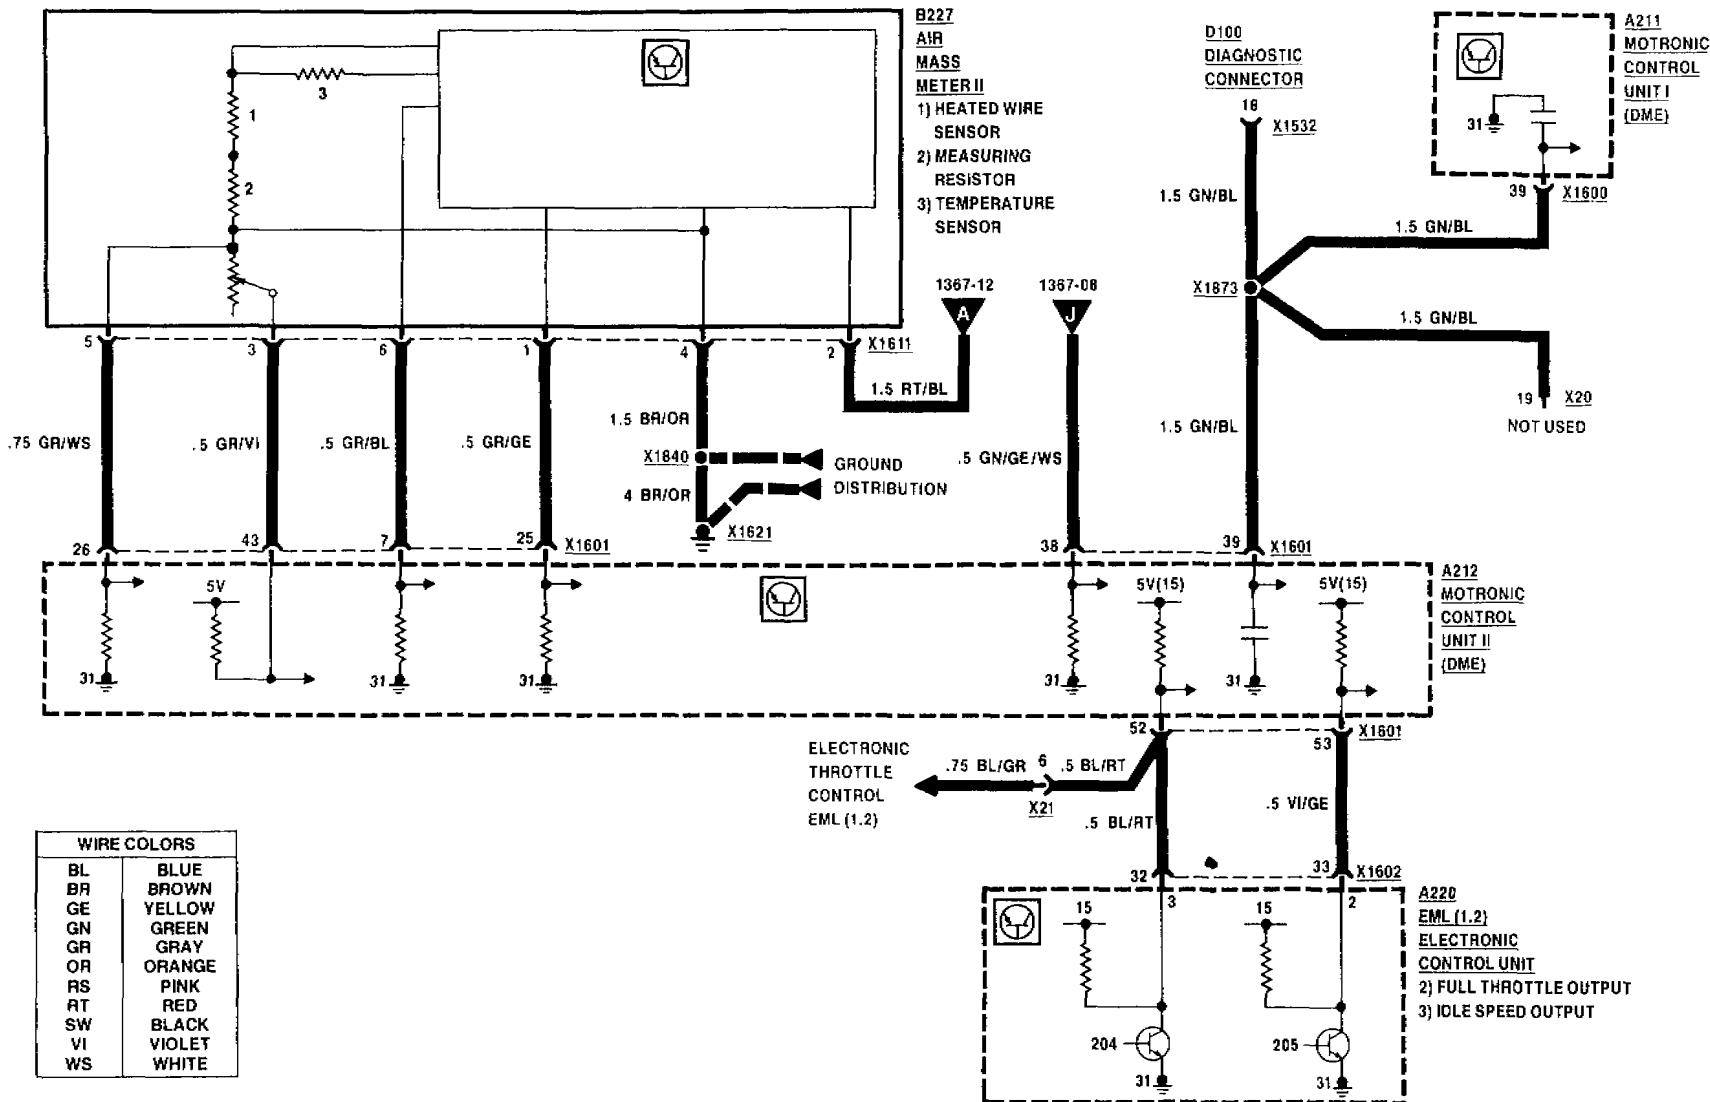 B227
AIR
MASS
METER II
1) HEATED WIRE
SENSOR
2) MEASURING
RESISTOR
3) TEMPERATURE
SENSOR
3
1
2
D100
DIAGNOSTIC
CONNECTOR
18
X1532
A211
MOTRONIC
CONTROL
UNIT I
(DME)
31
39
X1600
1.5 GN/BL
1.5 GN/BL
X1873
1.5 GN/BL
19
X20
NOT USED
1.5 GN/BL
1367-12
A
1367-08
J
5
3
6
1
4
2
X1611
1.5 RT/BL
.75 GR/WS
.5 GR/VI
.5 GR/BL
.5 GR/GE
1.5 BR/OR
X1840
GROUND
DISTRIBUTION
4 BR/OR
X1621
.5 GN/GE/WS
26
43
7
25
X1601
38
39
X1601
A212
MOTRONIC
CONTROL
UNIT II
(DME)
5V
5V(15)
5V(15)
31
31
31
31
31
52
53
X1601
ELECTRONIC
THROTTLE
CONTROL
EML (1.2)
.75 BL/GR
6
.5 BL/RT
X21
.5 BL/RT
.5 VI/GE
32
33
X1602
3
2
A220
EML (1.2)
ELECTRONIC
CONTROL UNIT
2) FULL THROTTLE OUTPUT
3) IDLE SPEED OUTPUT
15
15
204
205
31
31
WIRE COLORS
BL BLUE
BR BROWN
GE YELLOW
GN GREEN
GR GRAY
OR ORANGE
RS PINK
RT RED
SW BLACK
VI VIOLET
WS WHITE